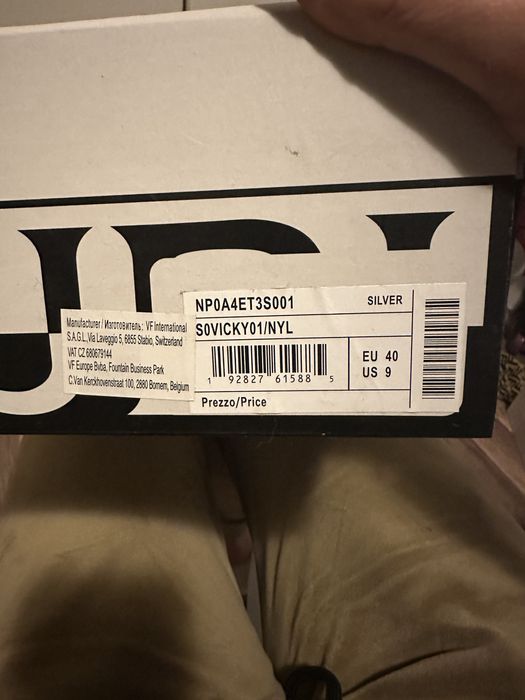 NP0A4ET3S001 SILVER
S0VICKY01/NYL
1 92827 61588 5
EU 40
US 9
Prezzo/Price
Manufacturer / Изготовитель: VF International
S.A.G.L, Via Laveggio 5, 6855 Stabio, Switzerland
VAT CZ 680679144
VF Europe Bvba, Fountain Business Park
C.Van Kerckhovenstraat 100, 2880 Bornem, Belgium